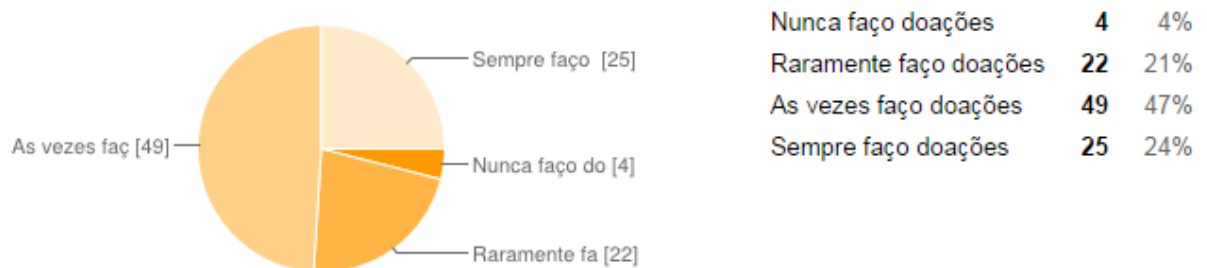 Sempre faço [25]
As vezes faç [49]
Nunca faço do [4]
Raramente fa [22]
Nunca faço doações 4 4%
Raramente faço doações 22 21%
As vezes faço doações 49 47%
Sempre faço doações 25 24%